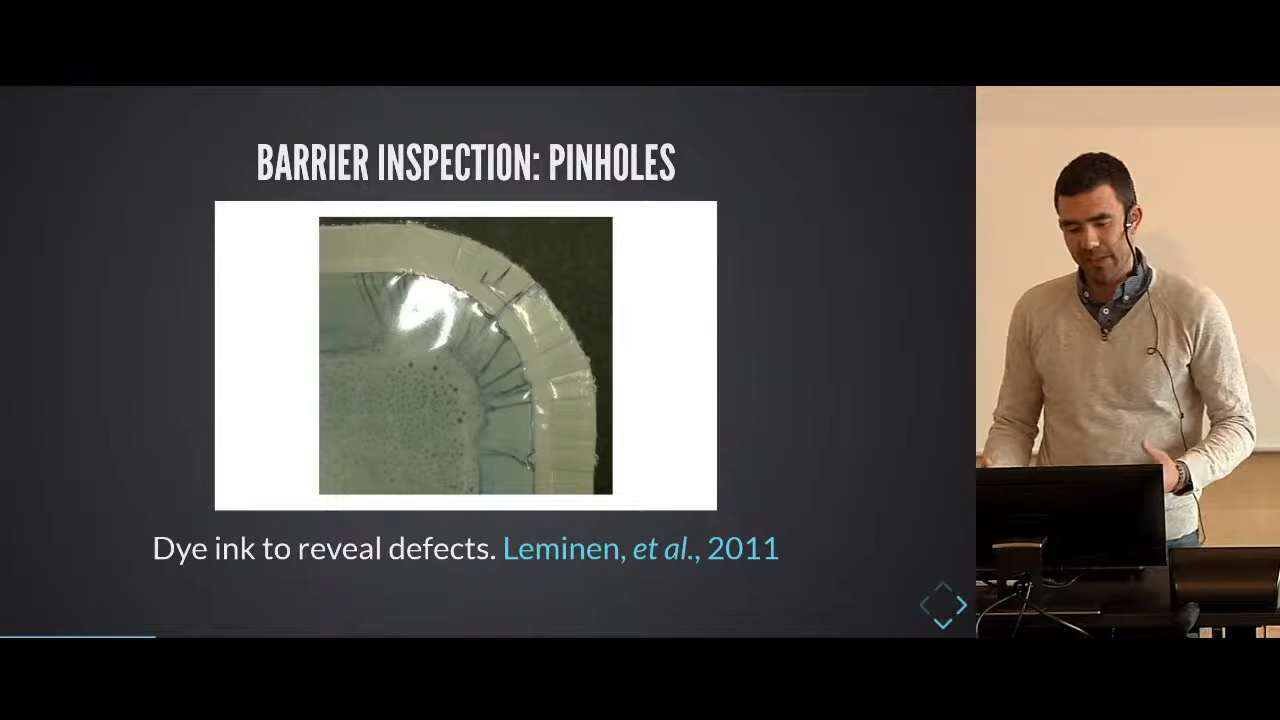 BARRIER INSPECTION: PINHOLES
Dye ink to reveal defects. Leminen, et al., 2011